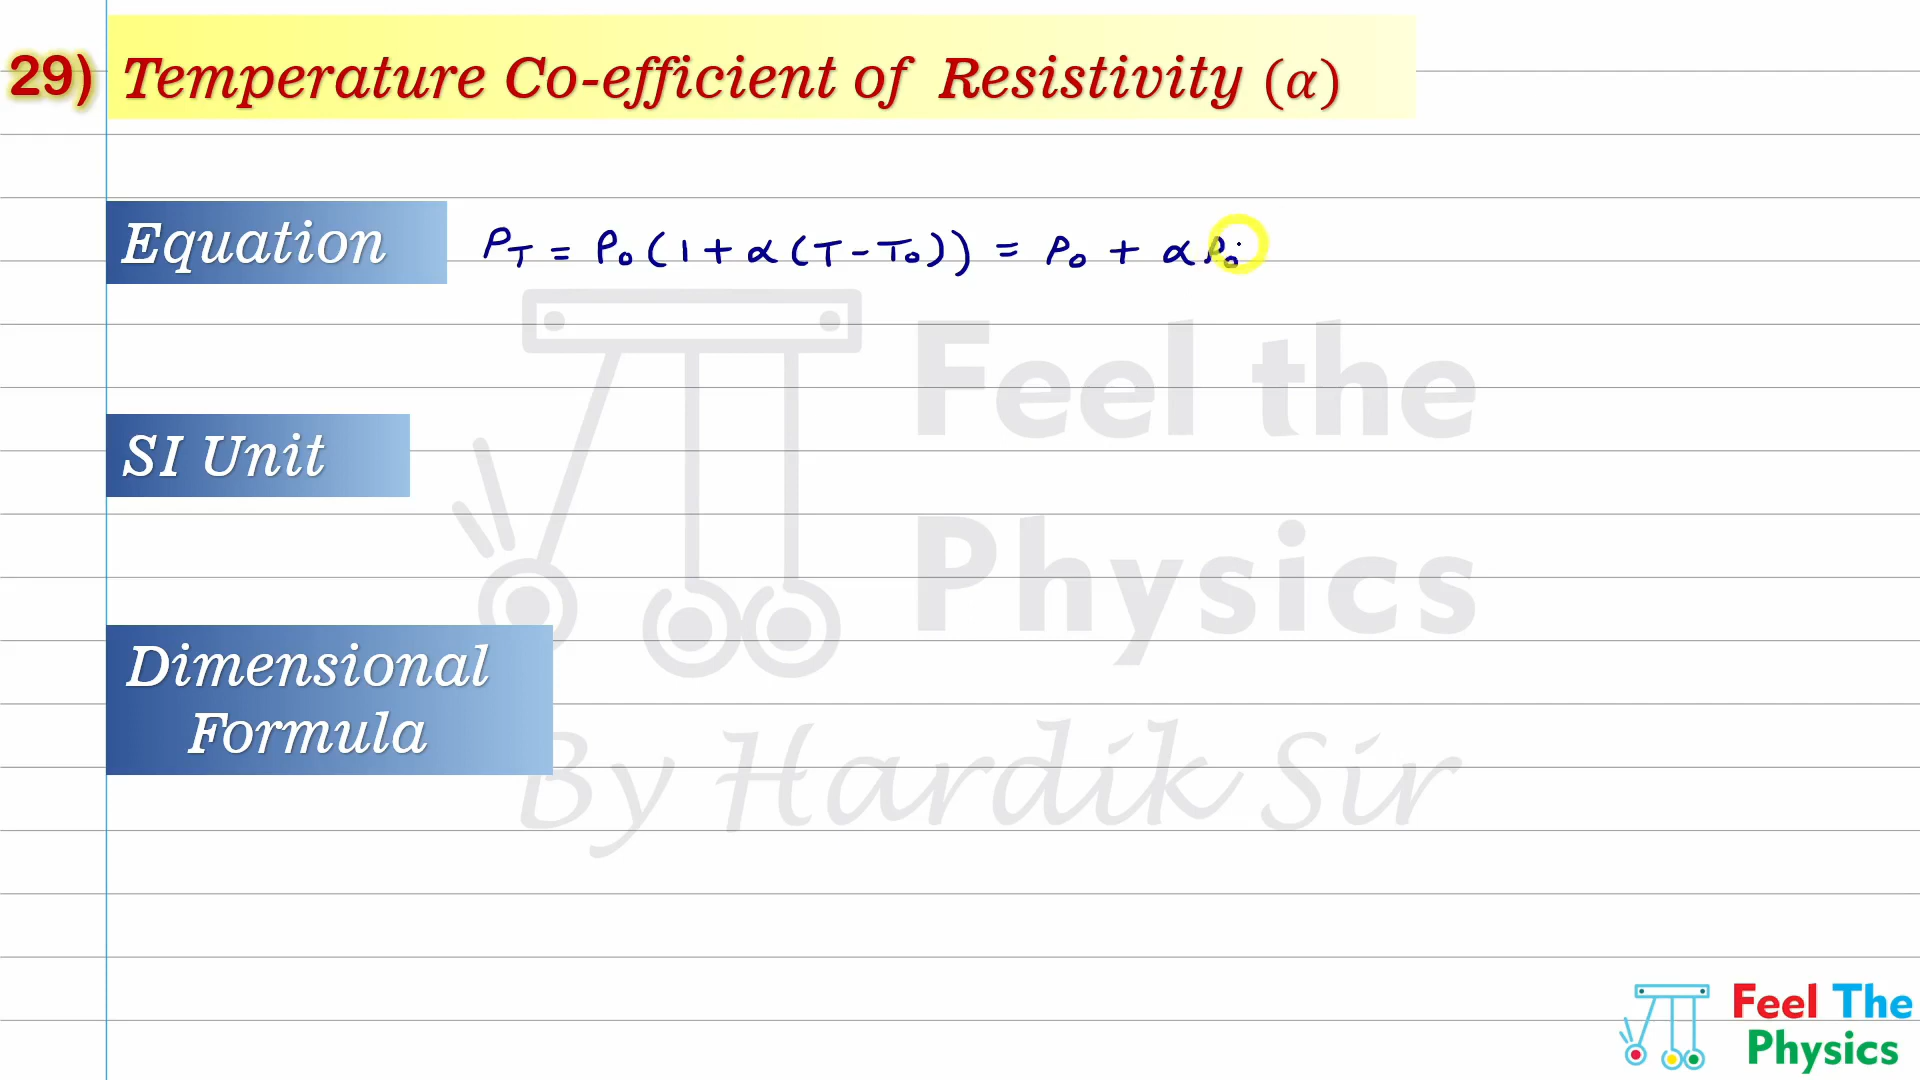 29) Temperature Co-efficient of Resistivity (α)
Equation ρT = ρ0(1+α(T-T0)) = ρ0 + αρ0
Feel the
SI Unit
Physics
Dimensional
Formula
By Hardik Sir
Feel The
Physics